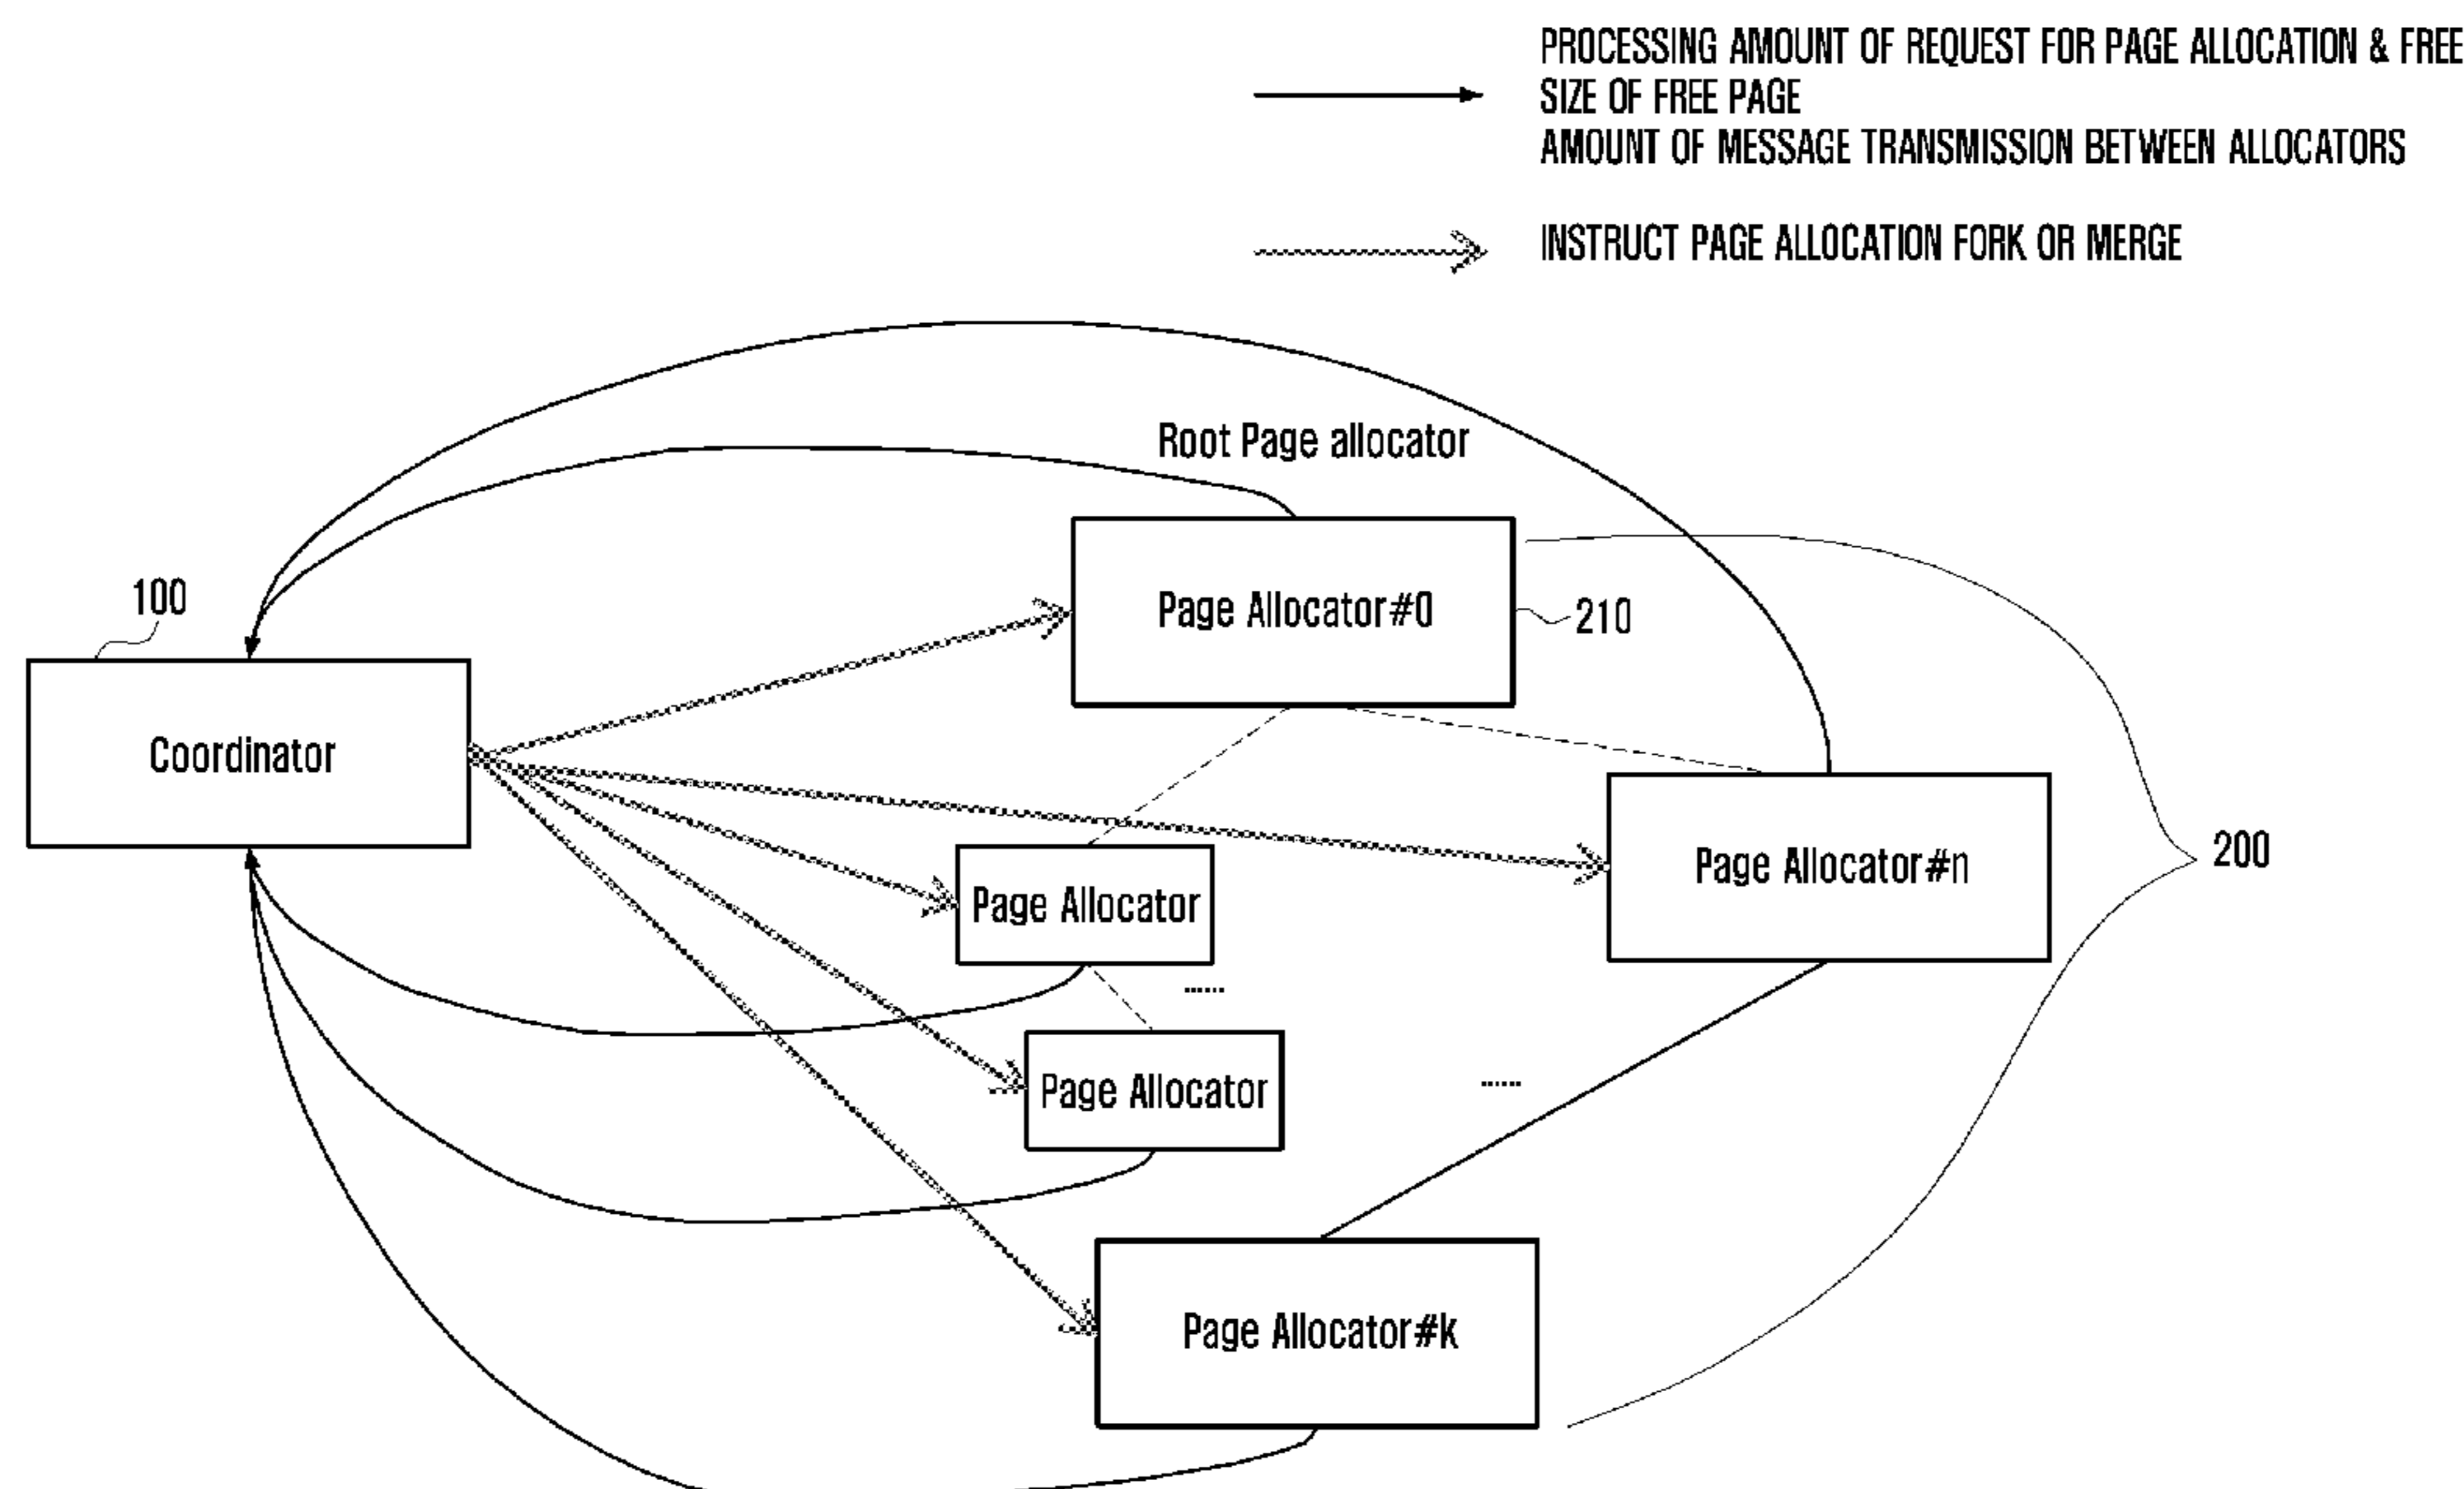 PROCESSING AMOUNT OF REQUEST FOR PAGE ALLOCATION & FREE
SIZE OF FREE PAGE
AMOUNT OF MESSAGE TRANSMISSION BETWEEN ALLOCATORS
INSTRUCT PAGE ALLOCATION FORK OR MERGE
Root Page allocator
100
Page Allocator#0
210
Coordinator
200
Page Allocator#n
Page Allocator
......
Page Allocator
......
Page Allocator#k